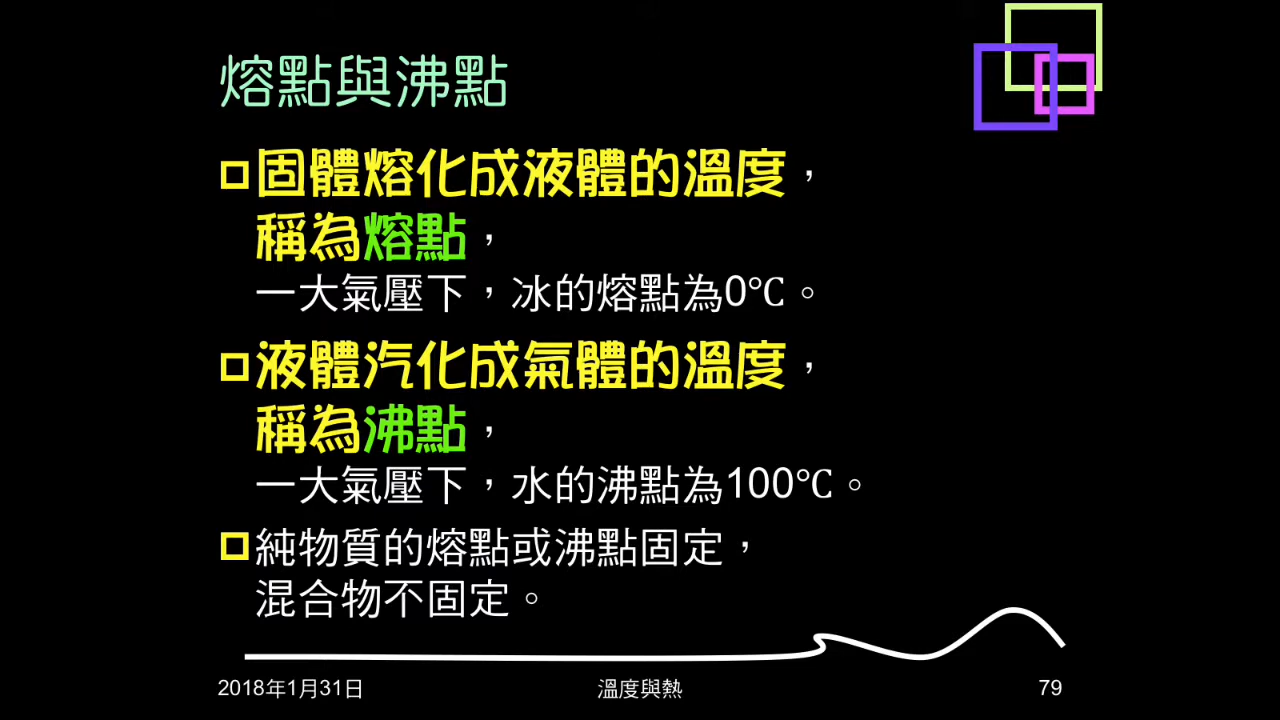 熔點與沸點
固體熔化成液體的溫度，
稱為熔點，
一大氣壓下，冰的熔點為0℃。
液體汽化成氣體的溫度，
稱為沸點，
一大氣壓下，水的沸點為100℃。
純物質的熔點或沸點固定，
混合物不固定。
2018年1月31日 溫度與熱 79